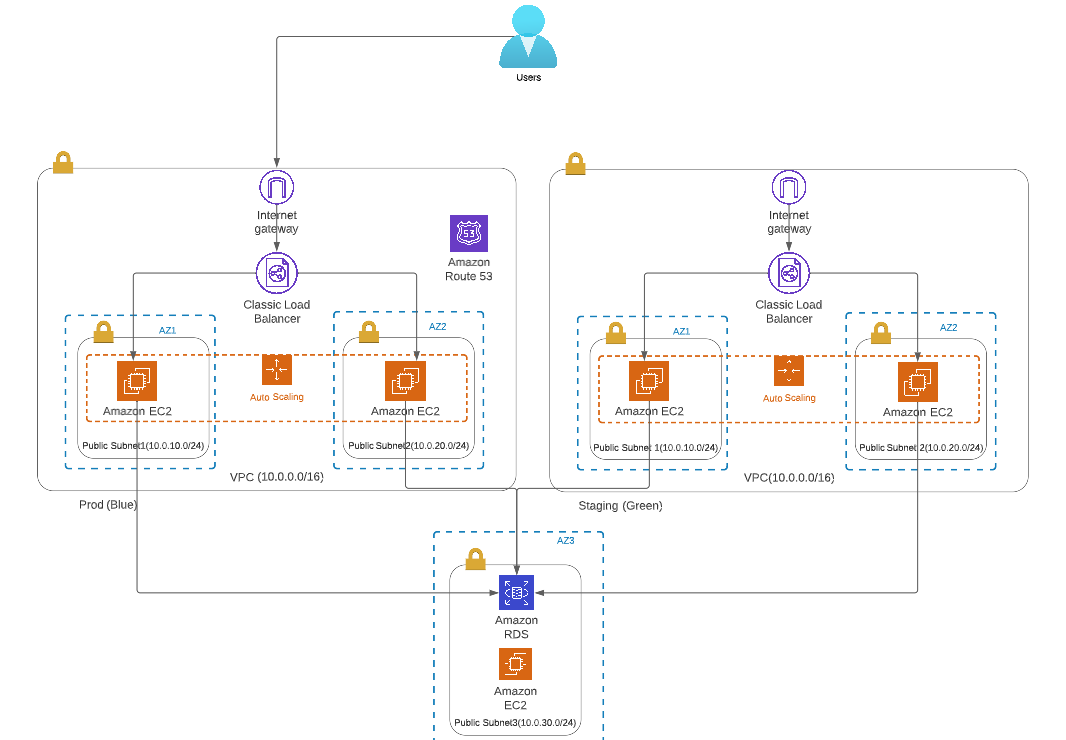 Users
Internet
gateway
Amazon
Route 53
Classic Load
Balancer
AZ1
AZ2
Auto Scaling
Amazon EC2
Amazon EC2
Public Subnet1(10.0.10.0/24)
Public Subnet2(10.0.20.0/24)
VPC (10.0.0.0/16)
Prod (Blue)
Internet
gateway
Classic Load
Balancer
AZ1
AZ2
Auto Scaling
Amazon EC2
Amazon EC2
Public Subnet 1(10.0.10.0/24)
Public Subnet 2(10.0.20.0/24)
VPC(10.0.0.0/16)
Staging (Green)
AZ3
Amazon
RDS
Amazon
EC2
Public Subnet3(10.0.30.0/24)
53